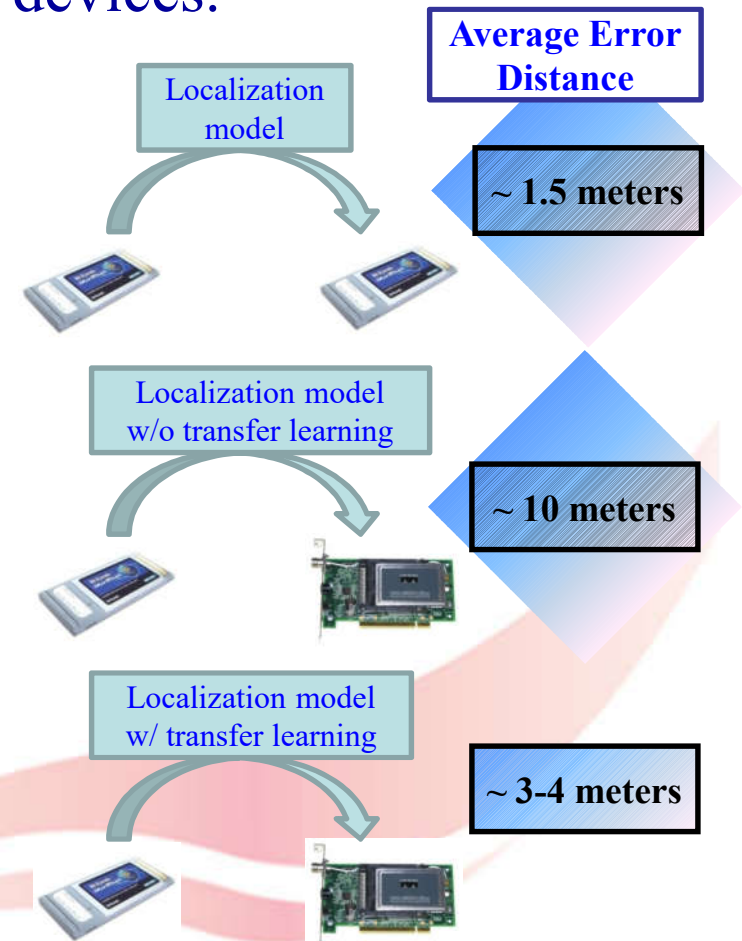 devices.
Average Error
Distance
Localization
model
~ 1.5 meters
Localization model
w/o transfer learning
~ 10 meters
Localization model
w/ transfer learning
~ 3-4 meters